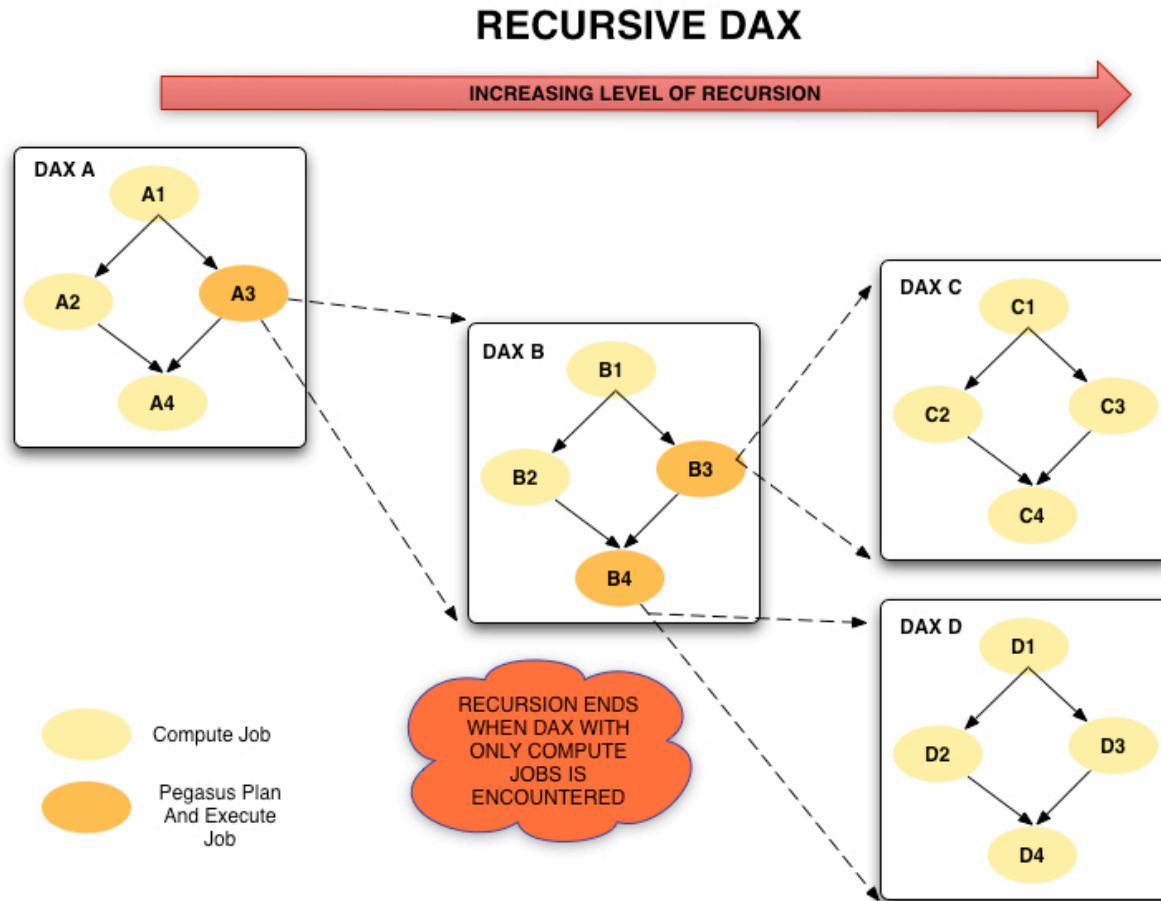 RECURSIVE DAX
INCREASING LEVEL OF RECURSION
DAX A
A1
A2
A3
A4
DAX B
B1
B2
B3
B4
DAX C
C1
C2
C3
C4
DAX D
D1
D2
D3
D4
RECURSION ENDS
WHEN DAX WITH
ONLY COMPUTE
JOBS IS
ENCOUNTERED
Compute Job
Pegasus Plan
And Execute
Job